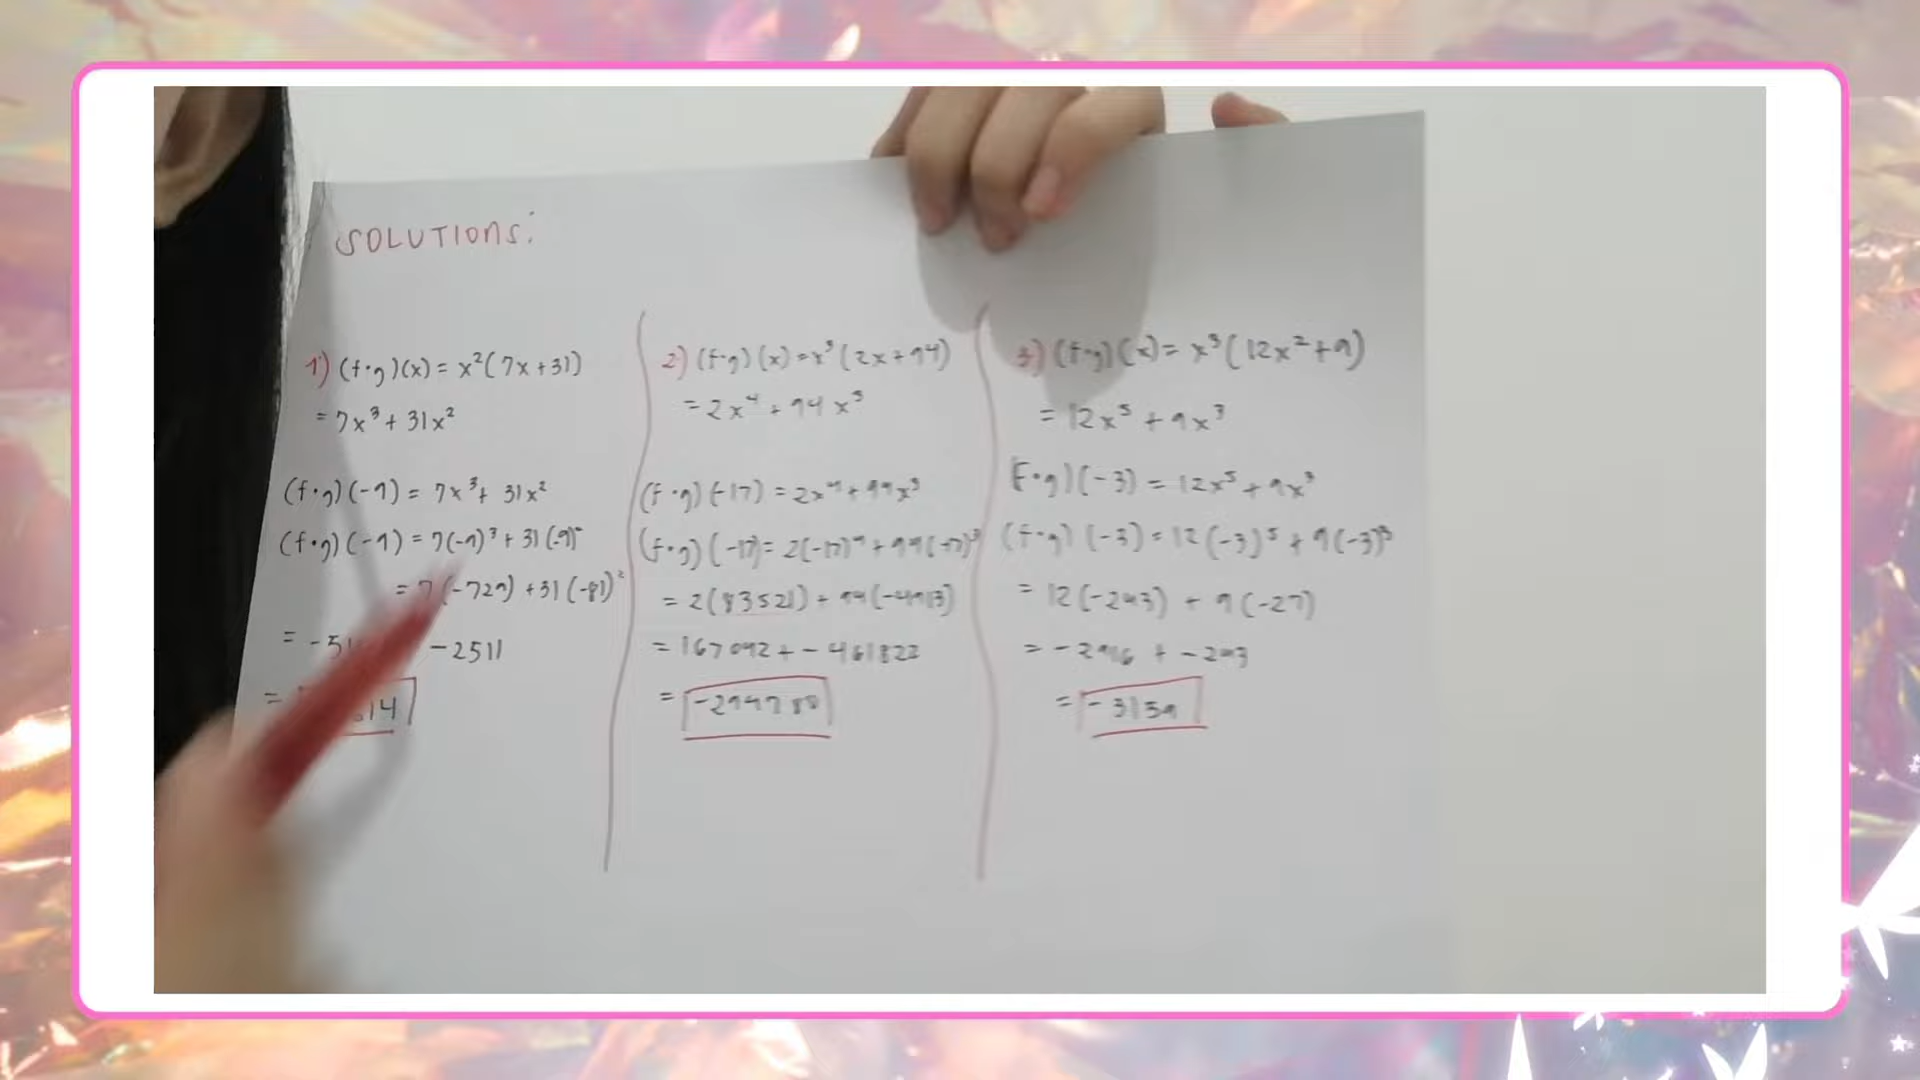 SOLUTIONS:
1) (f·g)(x) = x²(7x+31)
= 7x³ + 31x²
(f·g)(-9) = 7x³ + 31x²
(f·g)(-9) = 7(-9)³ + 31(-9)²
= 7(-729) + 31(-81)²
= -2511
2) (f·g)(x) = x³(2x+94)
= 2x⁴ + 94x³
(f·g)(-17) = 2x⁴ + 94x³
(f·g)(-17) = 2(-17)⁴ + 94(-17)³
= 2(83521) + 94(-4913)
= 167042 + -461822
= -294780
3) (f·g)(x) = x³(12x²+9)
= 12x⁵ + 9x³
f·g)(-3) = 12x⁵ + 9x³
(f·g)(-3) = 12(-3)⁵ + 9(-3)³
= 12(-243) + 9(-27)
= -2916 + -243
= -3159